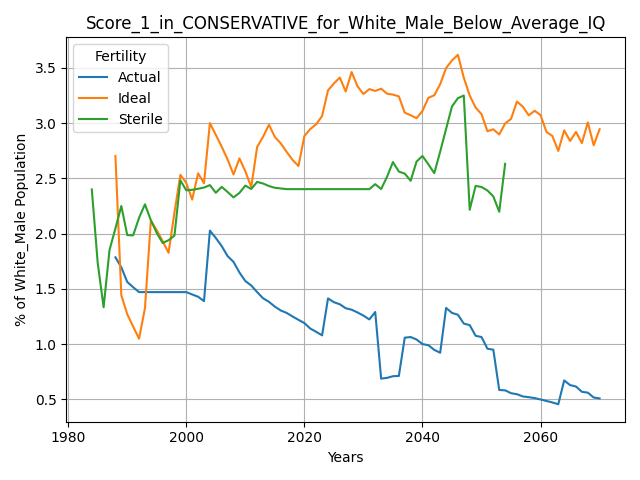 Score_1_in_CONSERVATIVE_for_White_Male_Below_Average_IQ
Fertility
Actual
Ideal
Sterile
% of White_Male Population
3.5
3.0
2.5
2.0
1.5
1.0
0.5
1980
2000
2020
2040
2060
Years